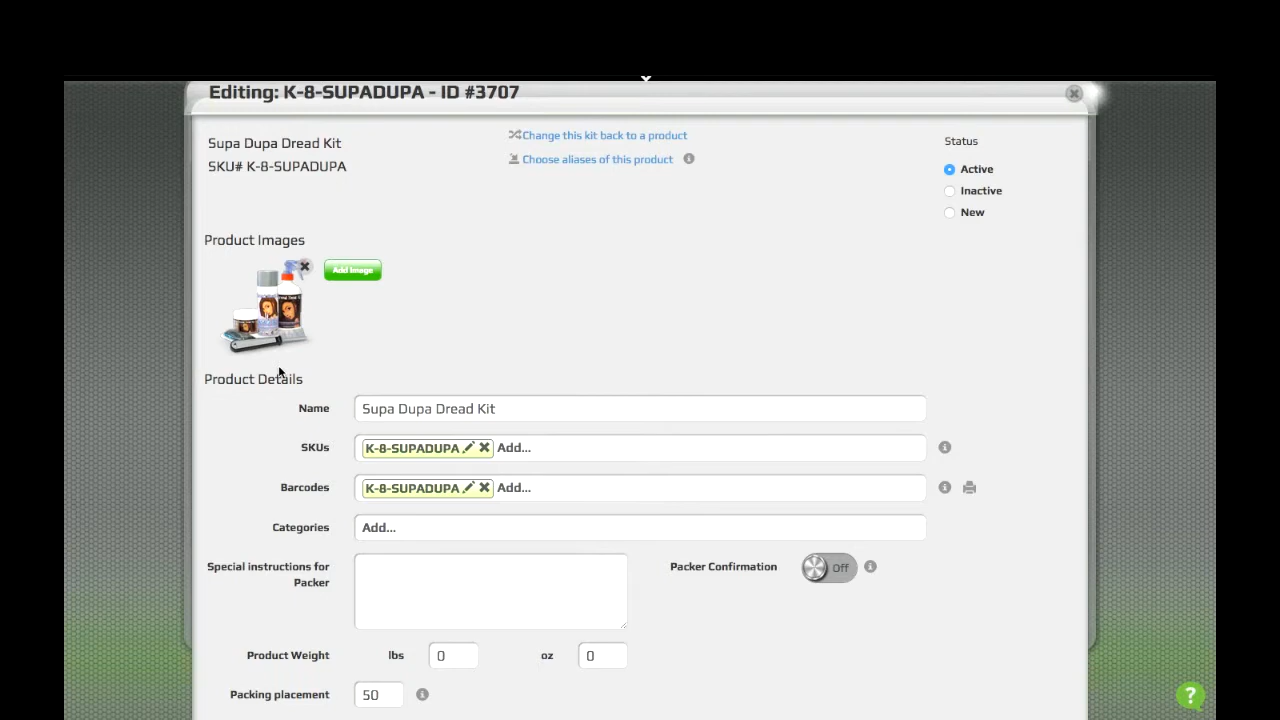 Editing: K-8-SUPADUPA - ID #3707
Supa Dupa Dread Kit
SKU# K-8-SUPADUPA
Change this kit back to a product
Choose aliases of this product
Status
Active
Inactive
New
Product Images
Add Image
Product Details
Name Supa Dupa Dread Kit
SKUs K-8-SUPADUPA Add...
Barcodes K-8-SUPADUPA Add...
Categories Add...
Special instructions for
Packer
Packer Confirmation Off
Product Weight lbs 0 oz 0
Packing placement 50
?